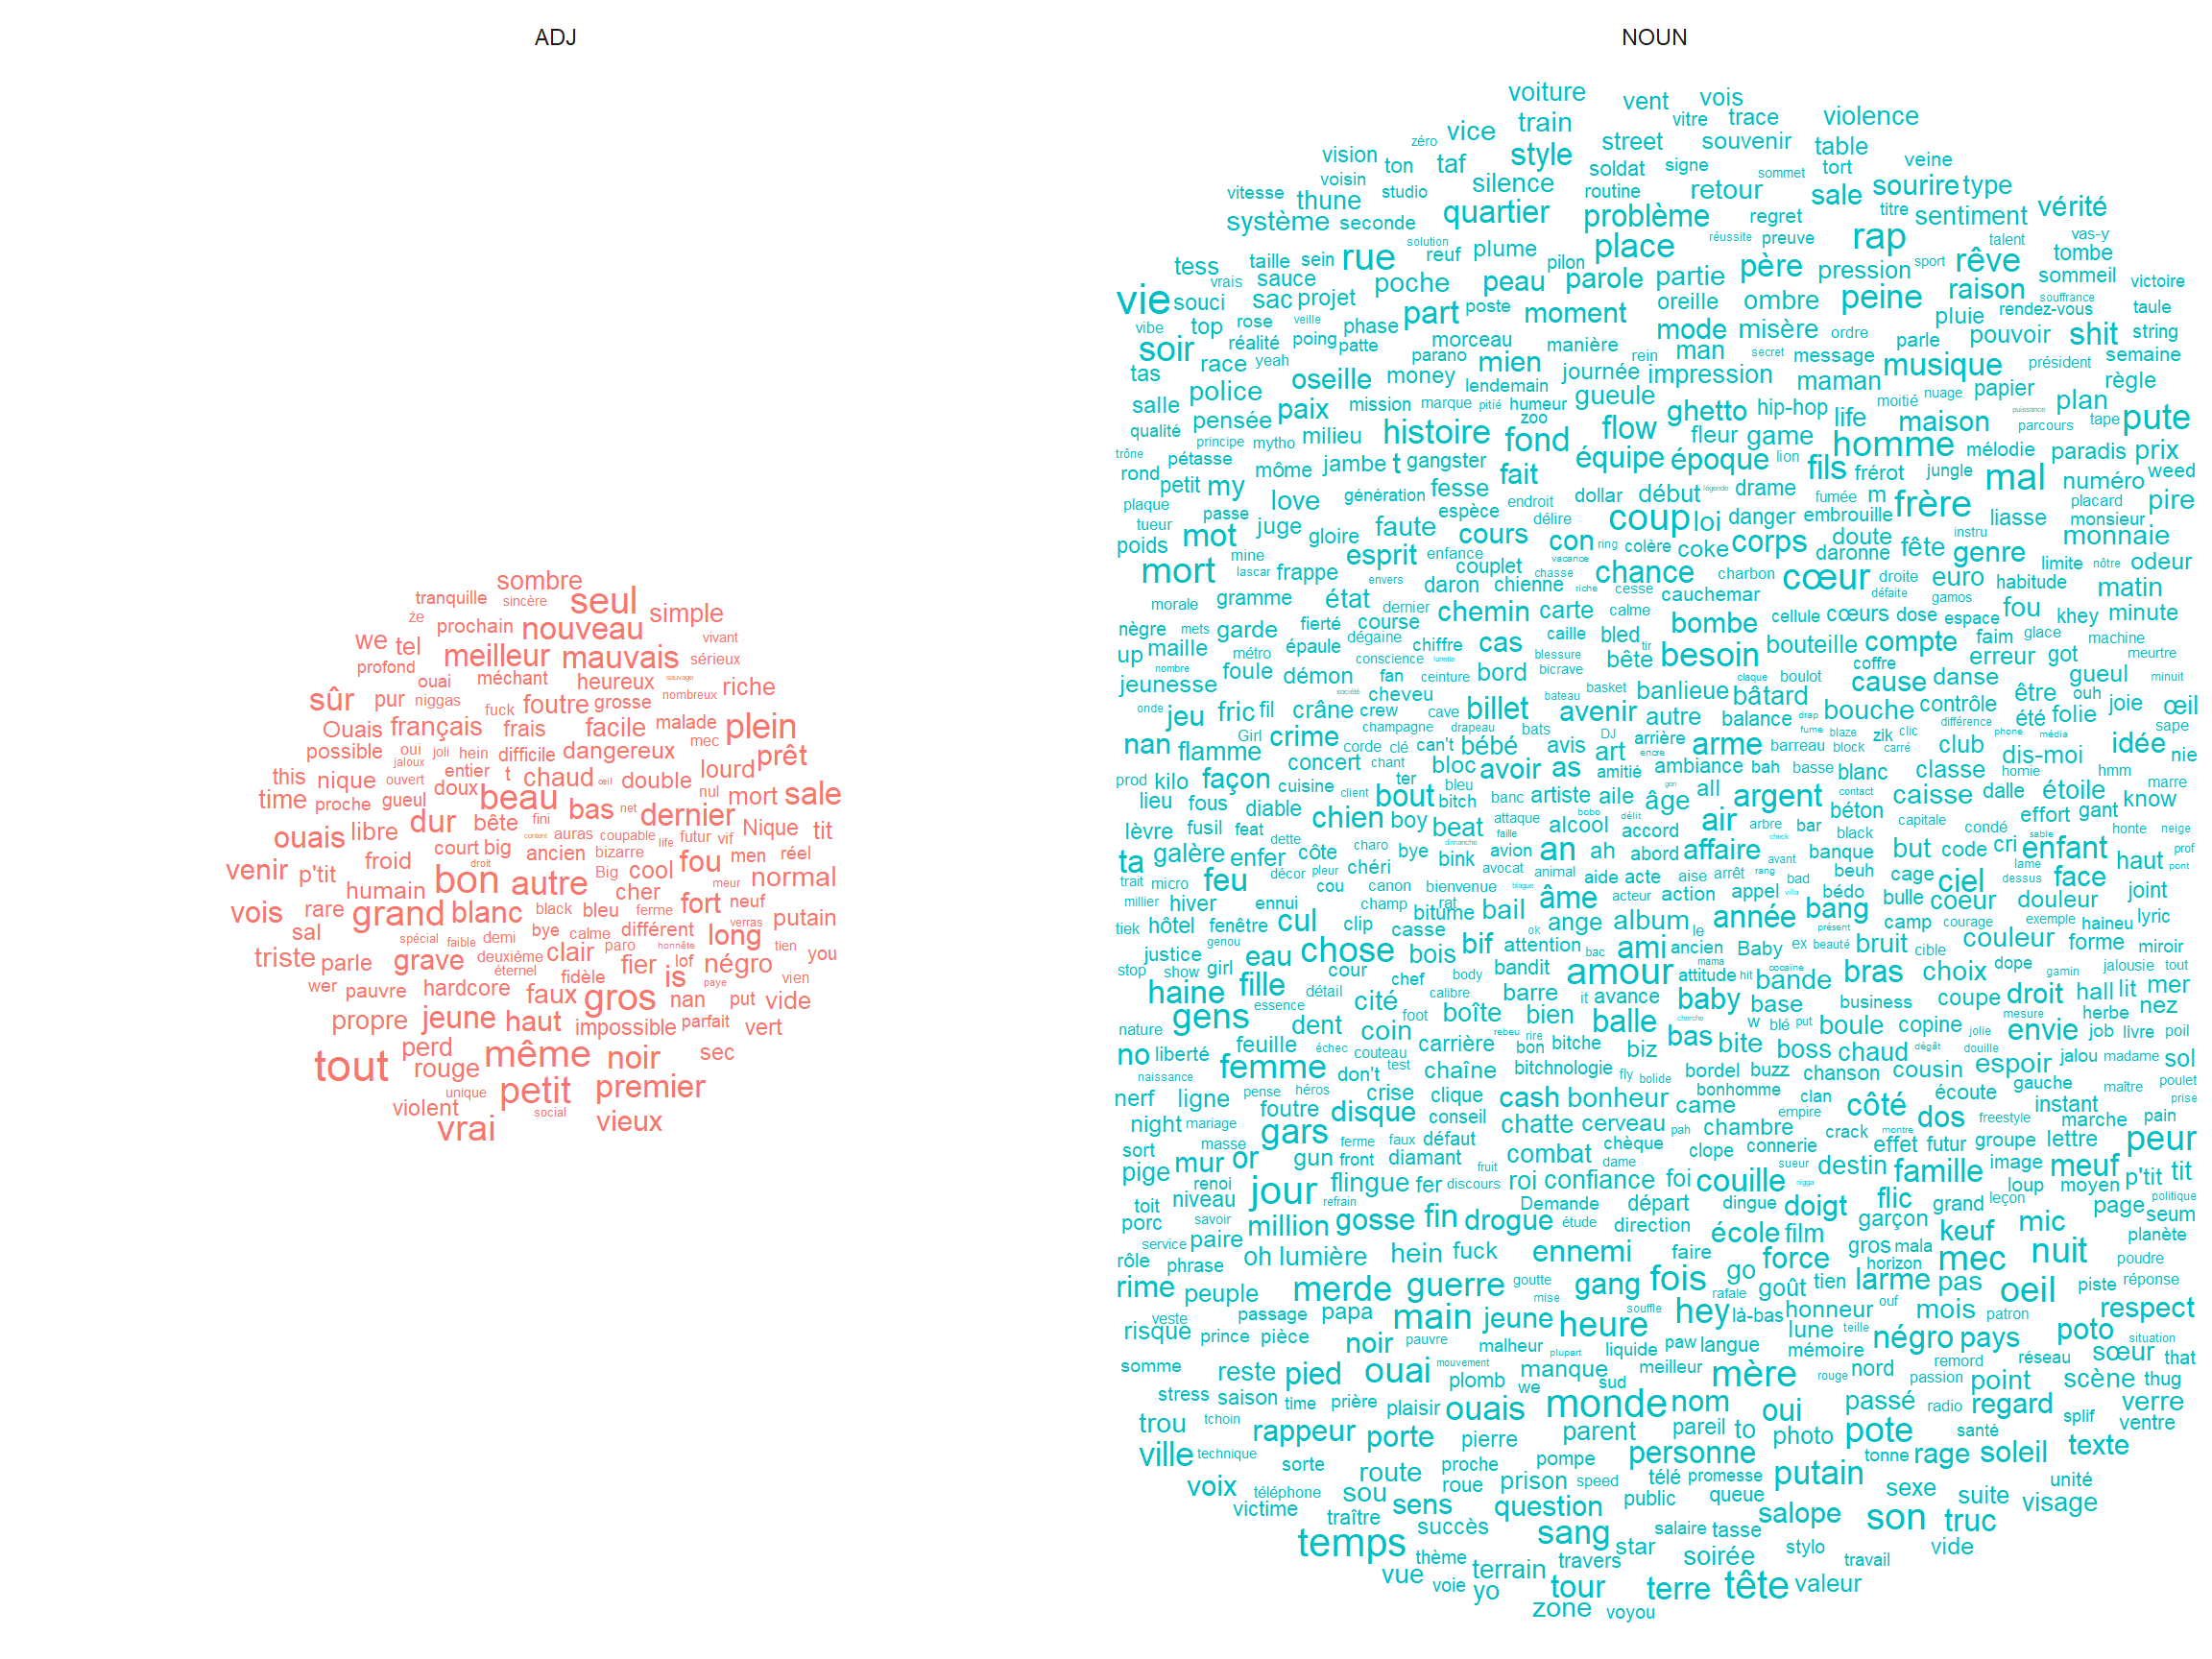 ADJ
sombre
tranquille sincère seul simple
że prochain nouveau vivant
we tel meilleur mauvais sérieux
profond ouai méchant heureux sauvage riche
sûr pur niggas fuck foutre grosse nombreux
Ouais français frais facile malade plein
possible oui joli hein difficile dangereux mec prêt
jaloux this nique ouvert entier t chaud œil double lourd
time proche gueul doux beau bas net dernier nul mort sale
ouais libre dur bête fini content auras coupable life futur vif Nique tit
venir p'tit froid court big droit ancien bizarre fou men réel
humain bon autre Big cool cher meur normal
vois rare grand blanc black bleu ferme fort neuf verras putain
sal spécial faible demi bye calme différent long tien you
triste parle grave deuxième éternel clair paro honnête fidèle fier lof négro is paye vien
wer pauvre hardcore faux gros nan put vide
propre jeune haut impossible parfait vert
tout perd même noir sec
rouge petit premier
violent unique social vieux
vrai
NOUN
voiture vent vois
zéro vice train vitre trace violence
vision ton taf style street souvenir table
voisin soldat signe sommet tort veine
vitesse thune studio silence routine retour sale sourire type
système seconde quartier problème regret titre sentiment vérité
tess taille sein rue solution reuf plume place réussite preuve rap talent vas-y
vrais sauce poche pilon peau parole partie père pression sport rêve tombe sommeil victoire
vie souci sac projet part poste moment oreille ombre peine raison souffrance rendez-vous taule
vibe top rose veille phase mode misère ordre pluie pouvoir shit string
soir réalité poing patte morceau manière parle
tas race yeah parano mien rein man secret message musique président semaine
police oseille money lendemain journée impression maman nuage papier règle
salle pensée paix mission marque pitié humeur gueule ghetto hip-hop life moitié maison puissance plan tape pute
qualité principe mytho milieu histoire zoo fond flow fleur game homme parcours mélodie paradis prix
trône pétasse rond môme jambe t gangster fait équipe époque lion fils frérot jungle mal numéro weed
petit my love génération fesse endroit dollar début légende drame fumée m frère placard pire
plaque passe espèce délire coup loi danger embrouille liasse monsieur
tueur poids mot juge gloire faute cours con ring colère coke corps doute daronne fête instru genre monnaie
mine esprit enfance couplet vacance limite nôtre odeur
mort lascar frappe envers daron chienne chasse riche chance cesse charbon cœur droite euro habitude matin
morale gramme état dernier chemin carte calme cauchemar défaite gamos
nègre mets garde fierté course dégaine chiffre cas caille bled bombe cellule cœurs dose espace fou khey minute
up maille métro épaule conscience lunette blessure tir bête besoin bouteille compte faim glace machine
nombre jeunesse foule démon fan ceinture bord bicrave claque boulot coffre erreur got meurtre
société cheveu bateau basket banlieue bâtard cause danse être gueul ouh minuit
onde jeu fric fil crâne crew cave billet avenir autre balance drap bouche contrôle différence été folie joie œil
nan flamme Girl crime champagne drapeau bats DJ arrière arme fume blaze zik clic phone média sape
corde clé can't bébé avis art encre barreau block carré club dis-moi idée nie
prod kilo façon concert chant bloc avoir as amitié ambiance bah basse blanc classe homie hmm marre
lieu fous cuisine client ter bleu bout bitch banc artiste aile gon âge all argent contact caisse dalle étoile know
lèvre fusil feat diable chien boy beat attaque bobo délit alcool accord air arbre bar béton capitale effort gant
dette faille dimanche check black condé sable honte neige
ta galère enfer côte charo bye bink avion an ah abord affaire avant banque but code cri enfant prof
trait micro feu décor pleur chéri avocat animal aide acte aise arrêt rang bad beuh cage lame ciel dessus face haut pont
millier hiver ennui cou canon bienvenue blague âme acteur action appel villa bédo bulle coeur douleur joint
tiek hôtel fenêtre cul clip champ rat bitume bail ok ange album le année présent bang camp courage exemple haineu lyric
justice genou eau chose casse bois bif attention bac ami ancien Baby ex beauté bruit cible couleur forme miroir
stop show girl cour chef body bandit amour mama attitude hit cocaïne bande bras choix dope gamin jalousie tout
haine fille détail cité calibre barre it avance baby base business coupe droit hall lit mer
gens essence dent coin foot boîte bien balle cherche w blé put boule copine mesure herbe nez
nature feuille échec couteau carrière rebeu rire bas bite jolie envie job livre poil
no liberté bon bitche biz boss chaud dégât douille espoir jalou madame sol
naissance femme don't test chaîne bitchnologie fly bolide bordel buzz chanson cousin gauche maître poulet
nerf ligne pense héros crise clique cash bonheur came bonhomme clan côté écoute instant prise
night mariage foutre disque conseil chatte cerveau pah chambre empire crack montre dos freestyle marche pain
sort masse gars ferme faux défaut chèque clope connerie effet futur groupe lettre peur
pige mur or gun front diamant fruit combat dame sueur destin famille image meuf p'tit tit
renoi jour flingue fer discours roi confiance foi couille nigga loup moyen
toit niveau refrain Demande départ dingue doigt flic grand leçon page politique
porc savoir million gosse fin drogue étude direction école film garçon keuf mic seum
service paire planète
rôle phrase oh lumière hein fuck ennemi faire force gros mala horizon mec nuit poudre
rime peuple merde guerre goutte gang fois go goût tien larme pas oeil piste réponse
veste passage papa main mise jeune heure souffle hey rafale là-bas honneur ouf mois patron respect
risque prince pièce noir pauvre malheur plupart liquide paw langue lune teille mémoire négro pays poto situation
somme reste pied ouai mouvement manque meilleur mère rouge nord remord réseau sœur that
stress saison time prière plaisir plomb we sud passion point scène thug
trou tchoin ouais monde nom oui passé radio regard splif verre
rappeur porte pierre parent pareil to photo pote santé ventre
ville technique sorte proche pompe personne tonne rage soleil texte
voix téléphone route roue prison speed télé promesse putain sexe unité
victime sou sens question public queue suite visage
traître succès salaire tasse salope son truc
temps thème sang star soirée stylo travail vide
vue voie terrain travers
yo tour terre tête valeur
zone voyou